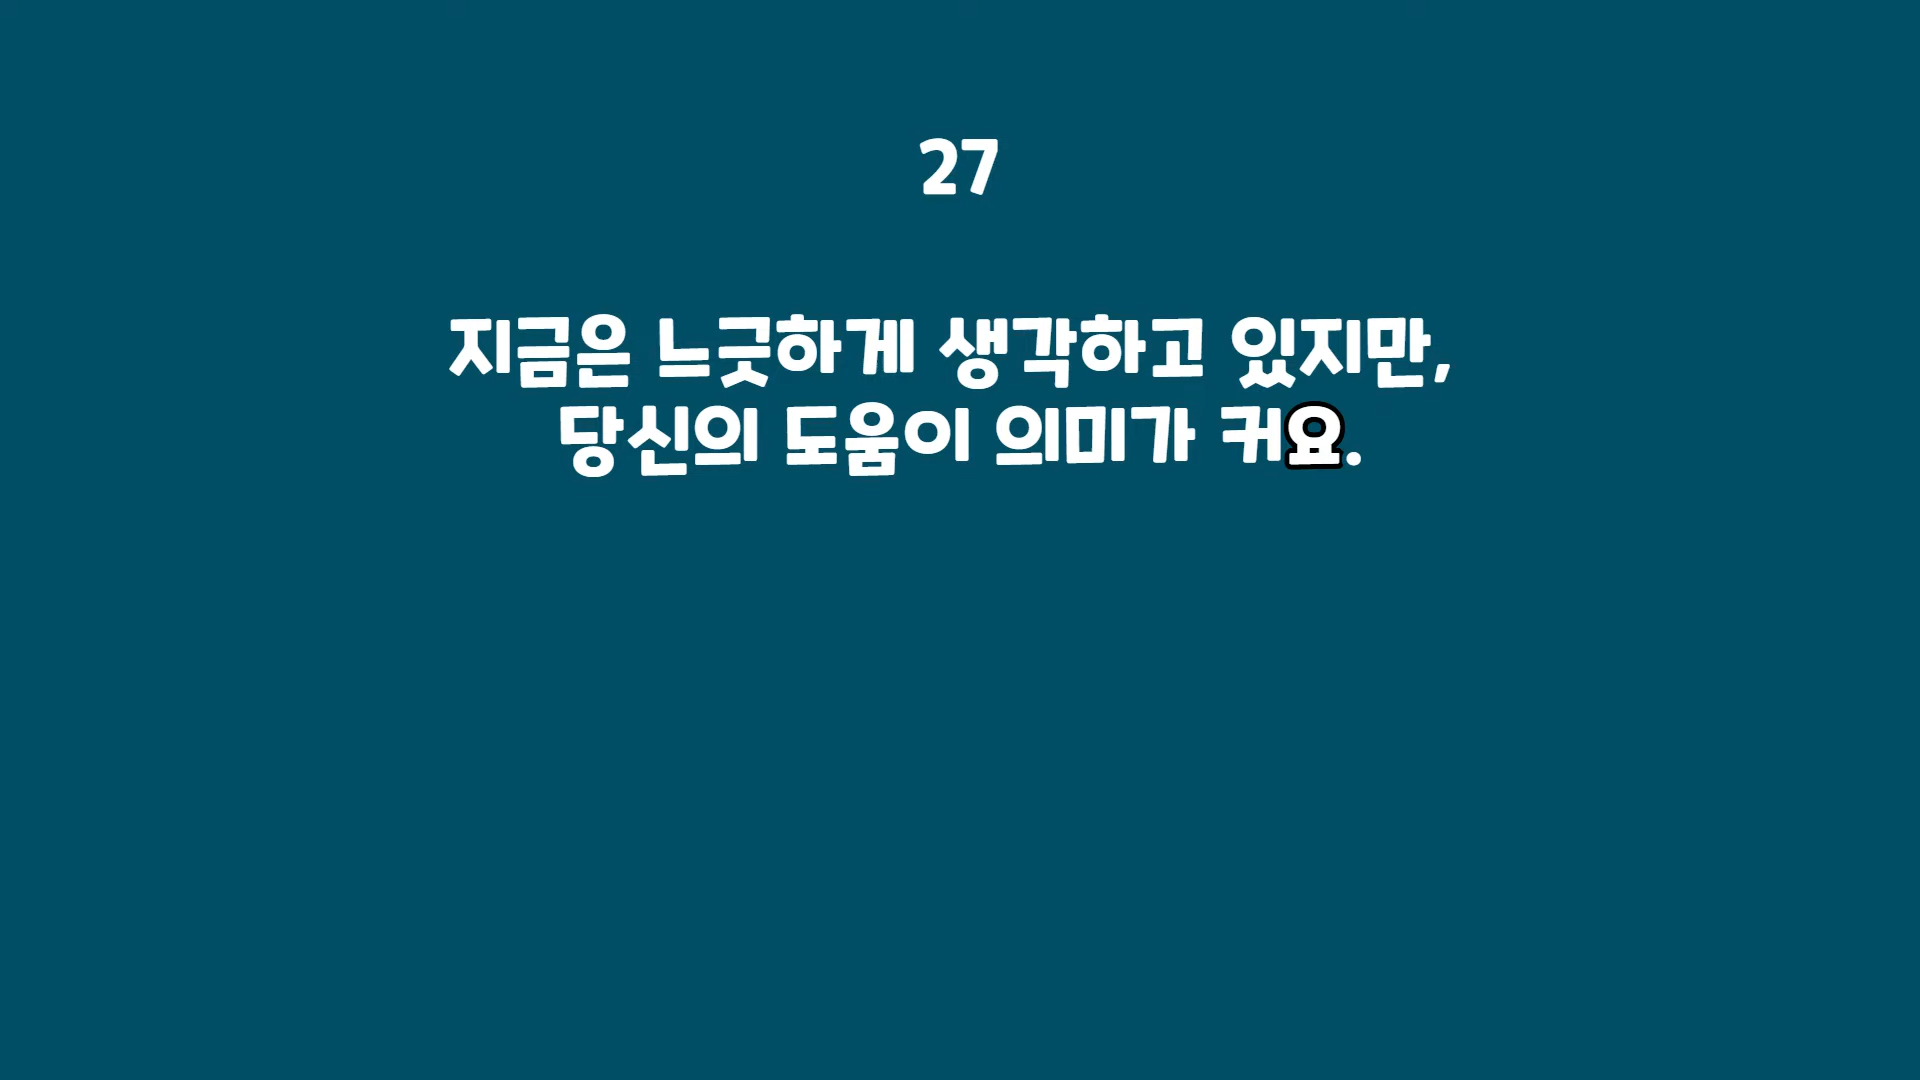 27
지금은 느긋하게 생각하고 있지만,
당신의 도움이 의미가 커요.